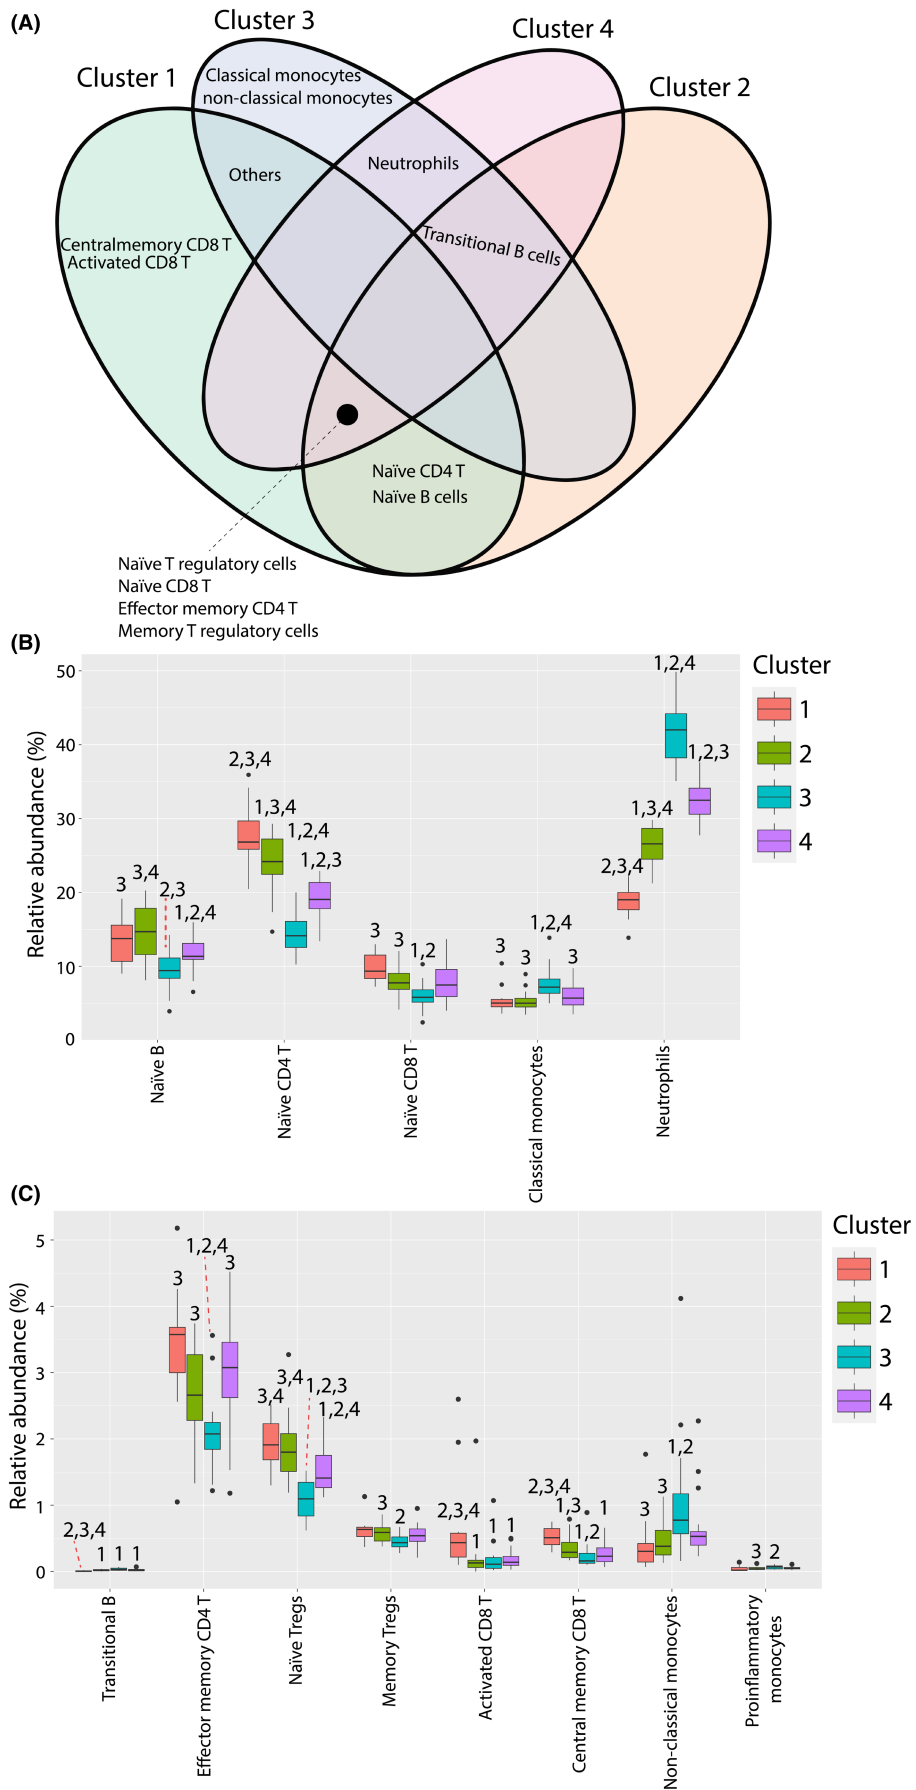 (A)
Cluster 3
Cluster 4
Cluster 1
Cluster 2
Classical monocytes
non-classical monocytes
Others
Neutrophils
Centralmemory CD8 T
Activated CD8 T
Transitional B cells
Naïve CD4 T
Naïve B cells
Naïve T regulatory cells
Naïve CD8 T
Effector memory CD4 T
Memory T regulatory cells
(B)
Relative abundance (%)
50
40
30
20
10
0
3
3,4
2,3
1,2,4
2,3,4
1,3,4
1,2,4
1,2,3
3
3
1,2
3
3
1,2,4
3
2,3,4
1,3,4
1,2,4
1,2,3
Naïve B
Naïve CD4 T
Naïve CD8 T
Classical monocytes
Neutrophils
Cluster
1
2
3
4
(C)
Relative abundance (%)
5
4
3
2
1
0
2,3,4
1
1
1
3
3
1,2,4
3
3,4
3,4
1,2,3
1,2,4
3
2
2,3,4
1
1
1
2,3,4
1,3
1,2
1
3
3
1,2
3
2
Transitional B
Effector memory CD4 T
Naïve Tregs
Memory Tregs
Activated CD8T
Central memory CD8T
Non-classical monocytes
Proinflammatory
monocytes
Cluster
1
2
3
4